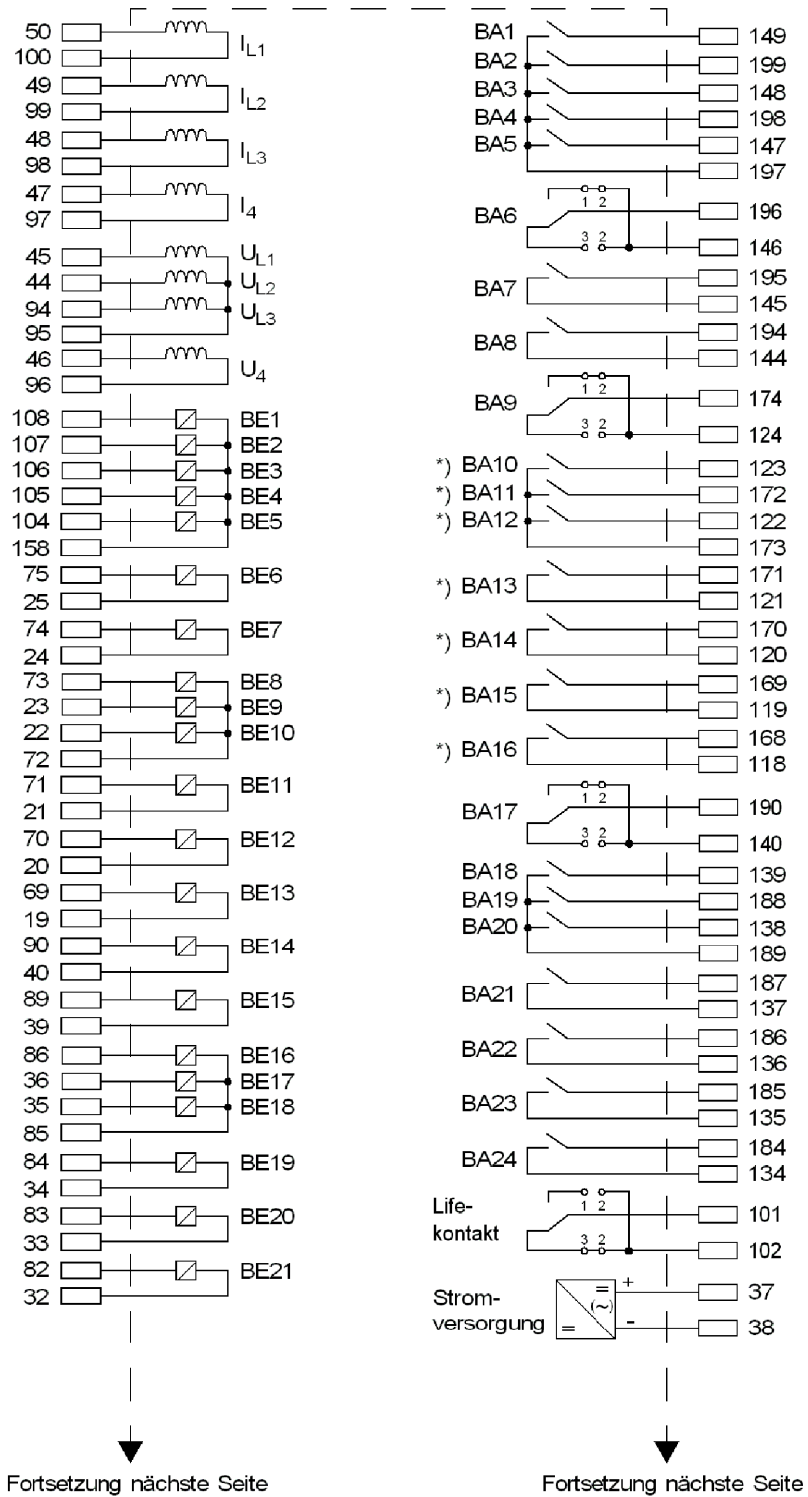 50 I L1 BA1 149
100 BA2 199
49 I L2 BA3 148
99 BA4 198
48 I L3 BA5 147
98 197
47 I 4 BA6 1 2 196
97 3 2 146
45 U L1 BA7 195
44 U L2 145
94 U L3 BA8 194
95 144
46 U 4 BA9 1 2 174
96 3 2 124
108 BE1 *) BA10 123
107 BE2 *) BA11 172
106 BE3 *) BA12 122
105 BE4 173
104 BE5 *) BA13 171
158 121
75 BE6 *) BA14 170
25 120
74 BE7 *) BA15 169
24 119
73 BE8 *) BA16 168
23 BE9 118
22 BE10 BA17 1 2 190
72 3 2 140
71 BE11 BA18 139
21 BA19 188
70 BE12 BA20 138
20 189
69 BE13 BA21 187
19 137
90 BE14 BA22 186
40 136
89 BE15 BA23 185
39 135
86 BE16 BA24 184
36 BE17 134
35 BE18 Life- 1 2 101
85 kontakt 3 2 102
84 BE19 Strom- = + 37
34 versorgung (~) = - 38
83 BE20
33
82 BE21
32
Fortsetzung nächste Seite Fortsetzung nächste Seite